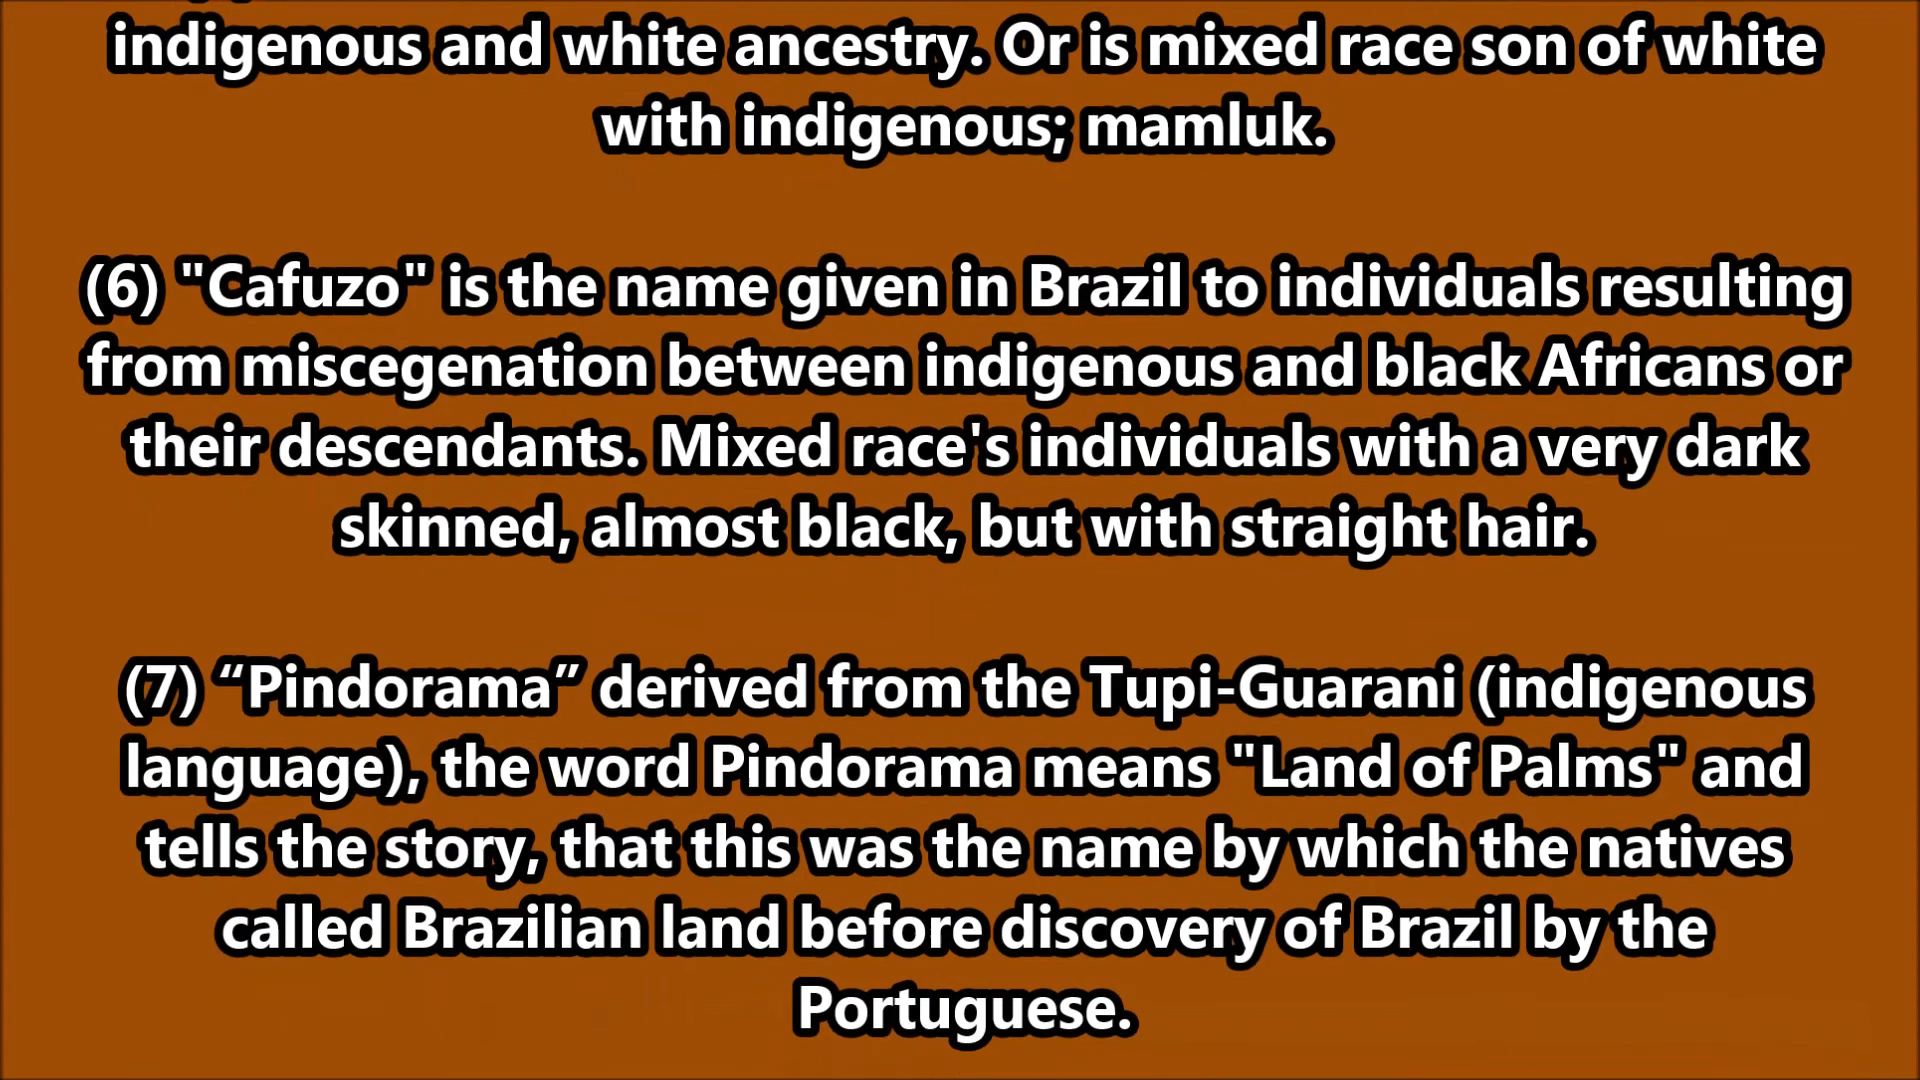 indigenous and white ancestry. Or is mixed race son of white
with indigenous; mamluk.
(6) "Cafuzo" is the name given in Brazil to individuals resulting
from miscegenation between indigenous and black Africans or
their descendants. Mixed race's individuals with a very dark
skinned, almost black, but with straight hair.
(7) “Pindorama” derived from the Tupi-Guarani (indigenous
language), the word Pindorama means "Land of Palms" and
tells the story, that this was the name by which the natives
called Brazilian land before discovery of Brazil by the
Portuguese.